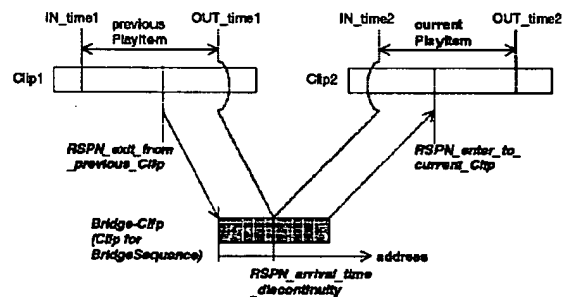 IN_time1
previous
PlayItem
OUT_time1
IN_time2
current
PlayItem
OUT_time2
Clip1
Clip2
RSPN_exit_from
_previous_Clip
RSPN_enter_to_
current_Clip
Bridge-Clip
(Clip for
BridgeSequence)
address
RSPN_arrival_time
_discontinuity